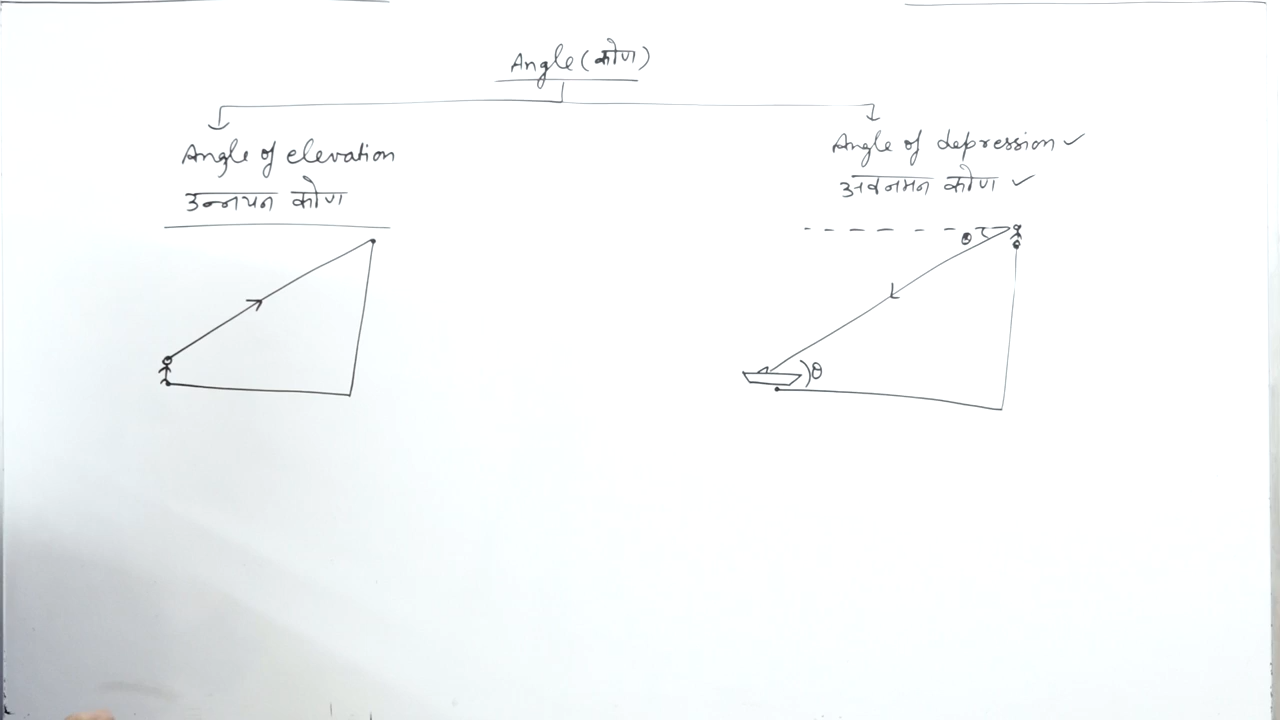 Angle (कोण)
Angle of elevation
उन्नयन कोण
Angle of depression ✓
अवनमन कोण ✓
θ
θ